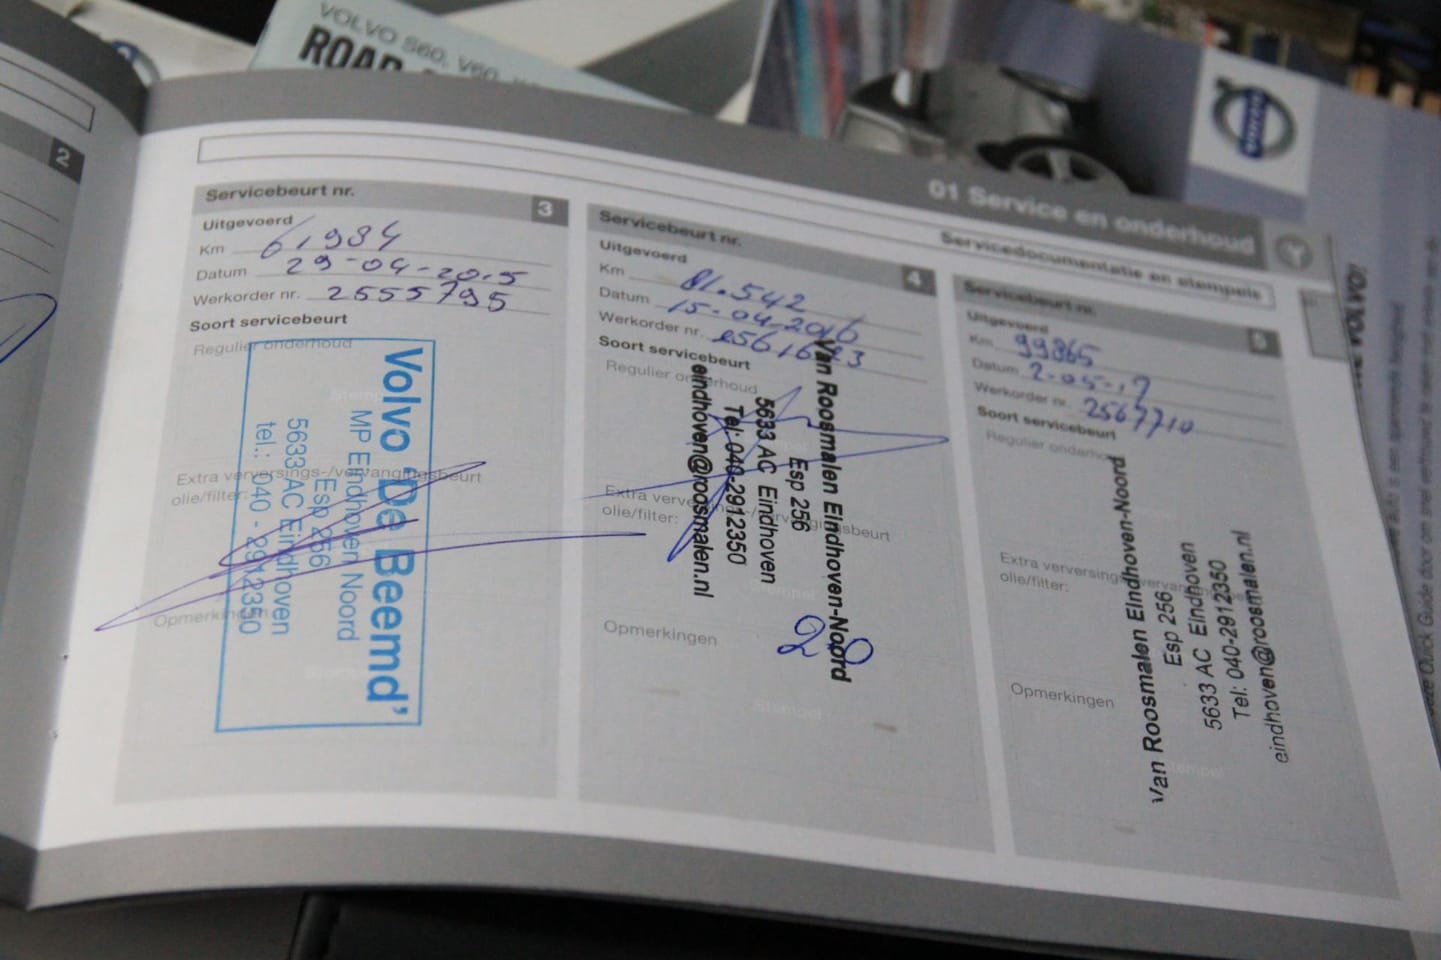 VOLVO S60, V60,
ROAD
VOLVO
01 Service en onderhoud
Servicedocumentatie en stempels
2
Servicebeurt nr. 3
Uitgevoerd
Km 61984
Datum 29-04-2015
Werkorder nr. 2555795
Soort servicebeurt
Regulier onderhoud
Extra verversings-/vervangingsbeurt
olie/filter:
Opmerkingen
Volvo 'De Beemd'
MP Eindhoven Noord
Esp 256
5633 AC Eindhoven
tel.: 040 - 2912350
Servicebeurt nr. 4
Uitgevoerd
Km 81.542
Datum 15-04-2016
Werkorder nr.
Soort servicebeurt
Regulier onderhoud
Extra verversings-/vervangingsbeurt
olie/filter:
Opmerkingen
Stempel
Van Roosmalen Eindhoven-Noord
Esp 256
5633 AC Eindhoven
Tel: 040-2912350
eindhoven@roosmalen.nl
20
Servicebeurt nr. 5
Uitgevoerd
Km 99865
Datum 2-05-17
Werkorder nr. 2567710
Soort servicebeurt
Regulier onderhoud
Extra verversings-/vervangingsbeurt
olie/filter:
Opmerkingen
Stempel
Van Roosmalen Eindhoven-Noord
Esp 256
5633 AC Eindhoven
Tel: 040-2912350
eindhoven@roosmalen.nl
VOLVO!